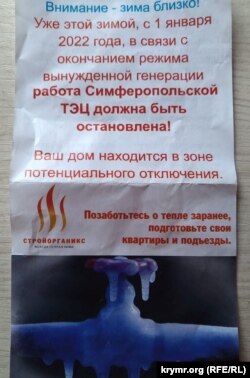 Внимание - зима близко!
Уже этой зимой, с 1 января
2022 года, в связи с
окончанием режима
вынужденной генерации
работа Симферопольской
ТЭЦ должна быть
остановлена!
Ваш дом находится в зоне
потенциального отключения.
Позаботьтесь о тепле заранее,
подготовьте свои
квартиры и подъезды.
СТРОЙОРГАНИКС
krymr.org (RFE/RL)